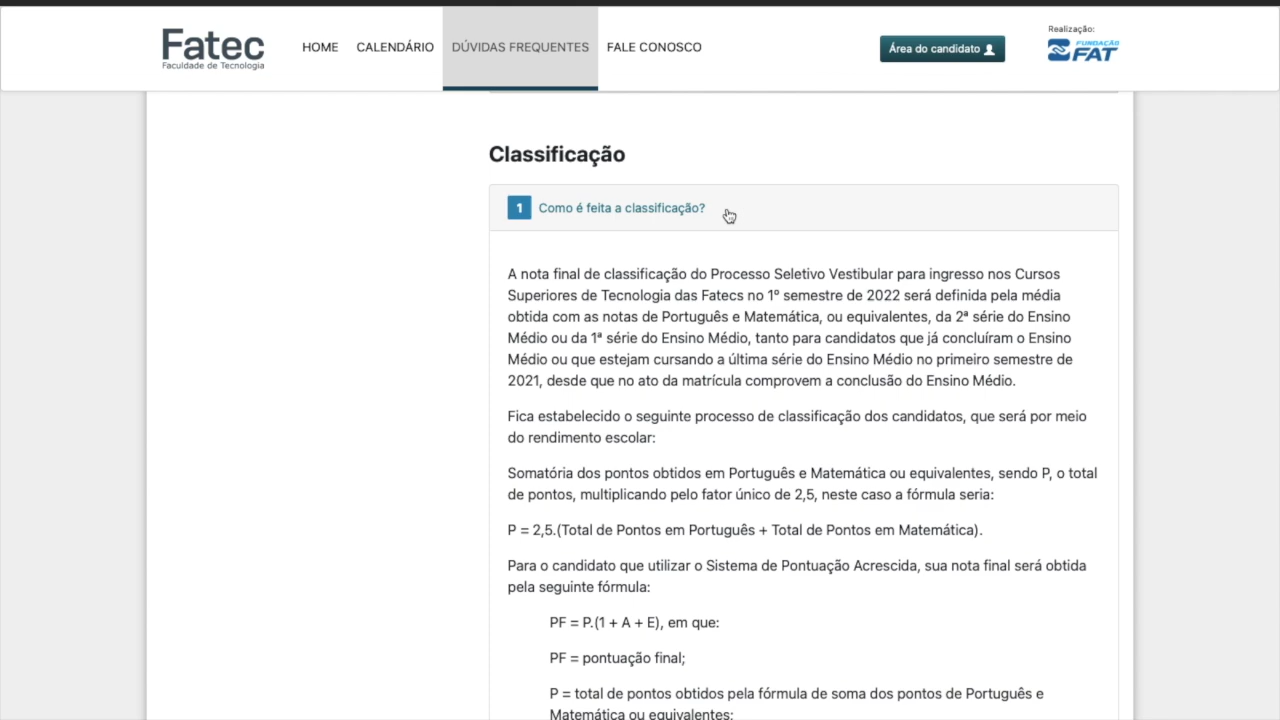 Fatec
Faculdade de Tecnologia
HOME
CALENDÁRIO
DÚVIDAS FREQUENTES
FALE CONOSCO
Área do candidato
Realização:
FUNDAÇÃO
FAT
Classificação
1 Como é feita a classificação?
A nota final de classificação do Processo Seletivo Vestibular para ingresso nos Cursos
Superiores de Tecnologia das Fatecs no 1º semestre de 2022 será definida pela média
obtida com as notas de Português e Matemática, ou equivalentes, da 2ª série do Ensino
Médio ou da 1ª série do Ensino Médio, tanto para candidatos que já concluíram o Ensino
Médio ou que estejam cursando a última série do Ensino Médio no primeiro semestre de
2021, desde que no ato da matrícula comprovem a conclusão do Ensino Médio.
Fica estabelecido o seguinte processo de classificação dos candidatos, que será por meio
do rendimento escolar:
Somatória dos pontos obtidos em Português e Matemática ou equivalentes, sendo P, o total
de pontos, multiplicando pelo fator único de 2,5, neste caso a fórmula seria:
P = 2,5.(Total de Pontos em Português + Total de Pontos em Matemática).
Para o candidato que utilizar o Sistema de Pontuação Acrescida, sua nota final será obtida
pela seguinte fórmula:
PF = P.(1 + A + E), em que:
PF = pontuação final;
P = total de pontos obtidos pela fórmula de soma dos pontos de Português e
Matemática ou equivalentes;